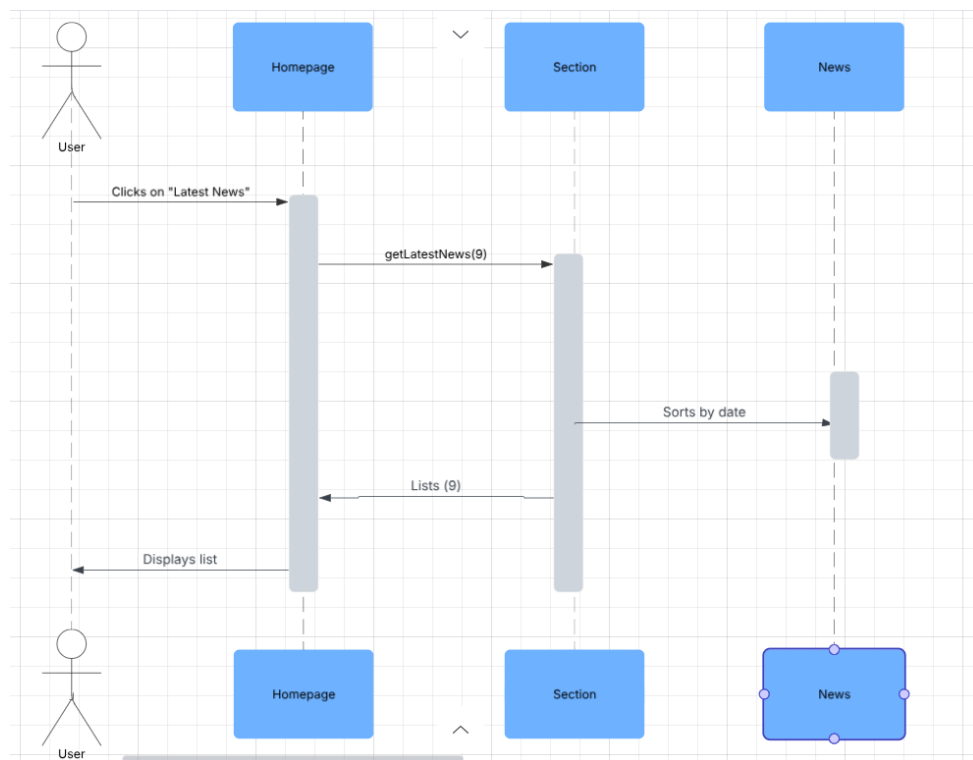 Homepage
Section
News
User
Clicks on "Latest News"
getLatestNews(9)
Sorts by date
Lists (9)
Displays list
Homepage
Section
News
User